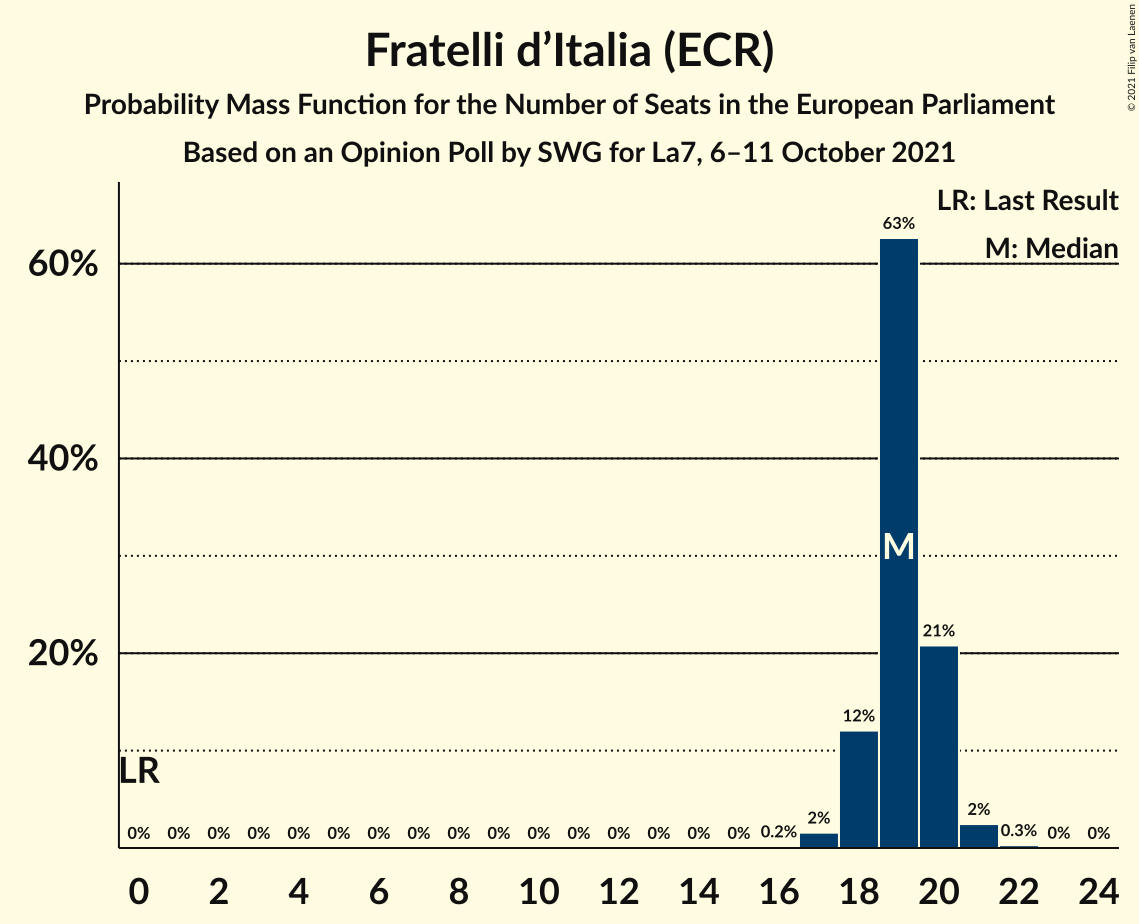 Fratelli d’Italia (ECR)
Probability Mass Function for the Number of Seats in the European Parliament
Based on an Opinion Poll by SWG for La7, 6–11 October 2021
© 2021 Filip van Laenen
LR: Last Result
M: Median
60%
40%
20%
63%
M
21%
12%
LR
0% 0% 0% 0% 0% 0% 0% 0% 0% 0% 0% 0% 0% 0% 0% 0% 0.2% 2% 2% 0.3% 0% 0%
0 2 4 6 8 10 12 14 16 18 20 22 24